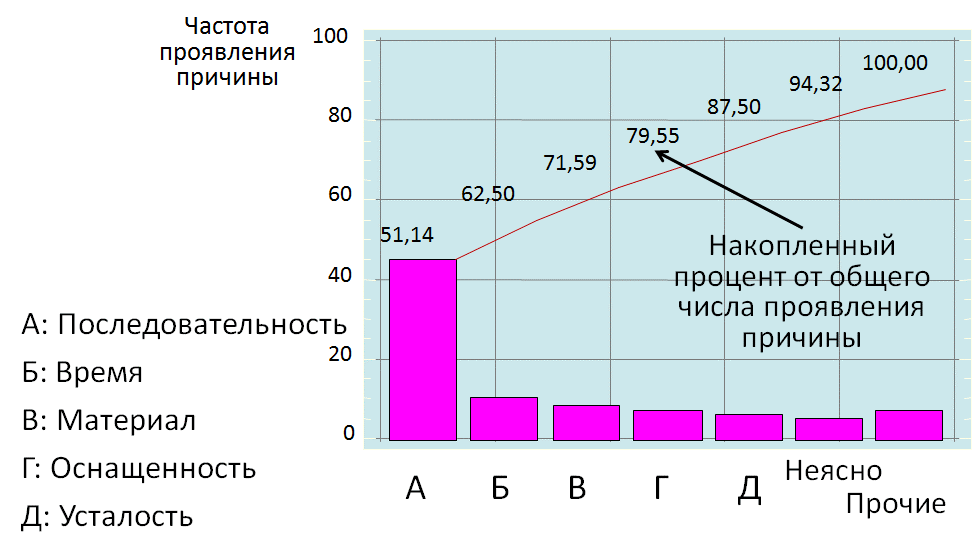 Частота
проявления
причины
100
80
60
40
20
0
51,14
62,50
71,59
79,55
87,50
94,32
100,00
Накопленный
процент от общего
числа проявления
причины
А: Последовательность
Б: Время
В: Материал
Г: Оснащенность
Д: Усталость
А Б В Г Д Неясно
Прочие